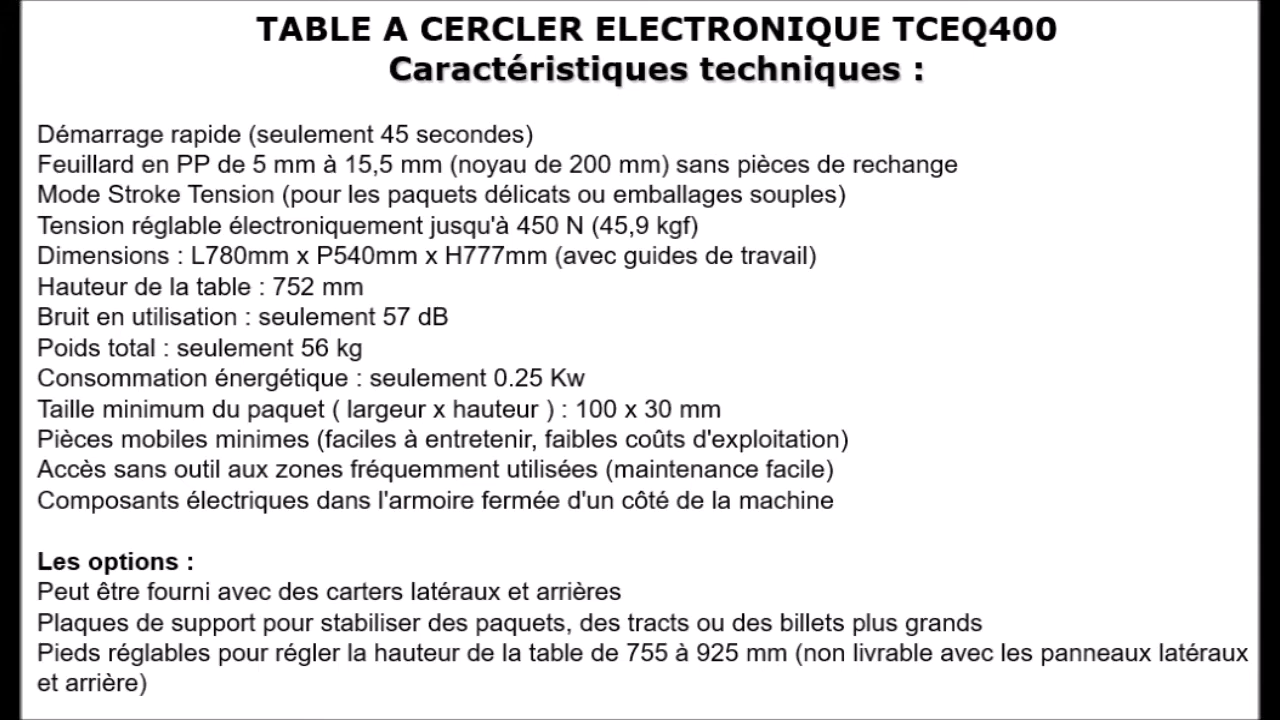 TABLE A CERCLER ELECTRONIQUE TCEQ400
Caractéristiques techniques :
Démarrage rapide (seulement 45 secondes)
Feuillard en PP de 5 mm à 15,5 mm (noyau de 200 mm) sans pièces de rechange
Mode Stroke Tension (pour les paquets délicats ou emballages souples)
Tension réglable électroniquement jusqu'à 450 N (45,9 kgf)
Dimensions : L780mm x P540mm x H777mm (avec guides de travail)
Hauteur de la table : 752 mm
Bruit en utilisation : seulement 57 dB
Poids total : seulement 56 kg
Consommation énergétique : seulement 0.25 Kw
Taille minimum du paquet ( largeur x hauteur ) : 100 x 30 mm
Pièces mobiles minimes (faciles à entretenir, faibles coûts d'exploitation)
Accès sans outil aux zones fréquemment utilisées (maintenance facile)
Composants électriques dans l'armoire fermée d'un côté de la machine
Les options :
Peut être fourni avec des carters latéraux et arrières
Plaques de support pour stabiliser des paquets, des tracts ou des billets plus grands
Pieds réglables pour régler la hauteur de la table de 755 à 925 mm (non livrable avec les panneaux latéraux
et arrière)